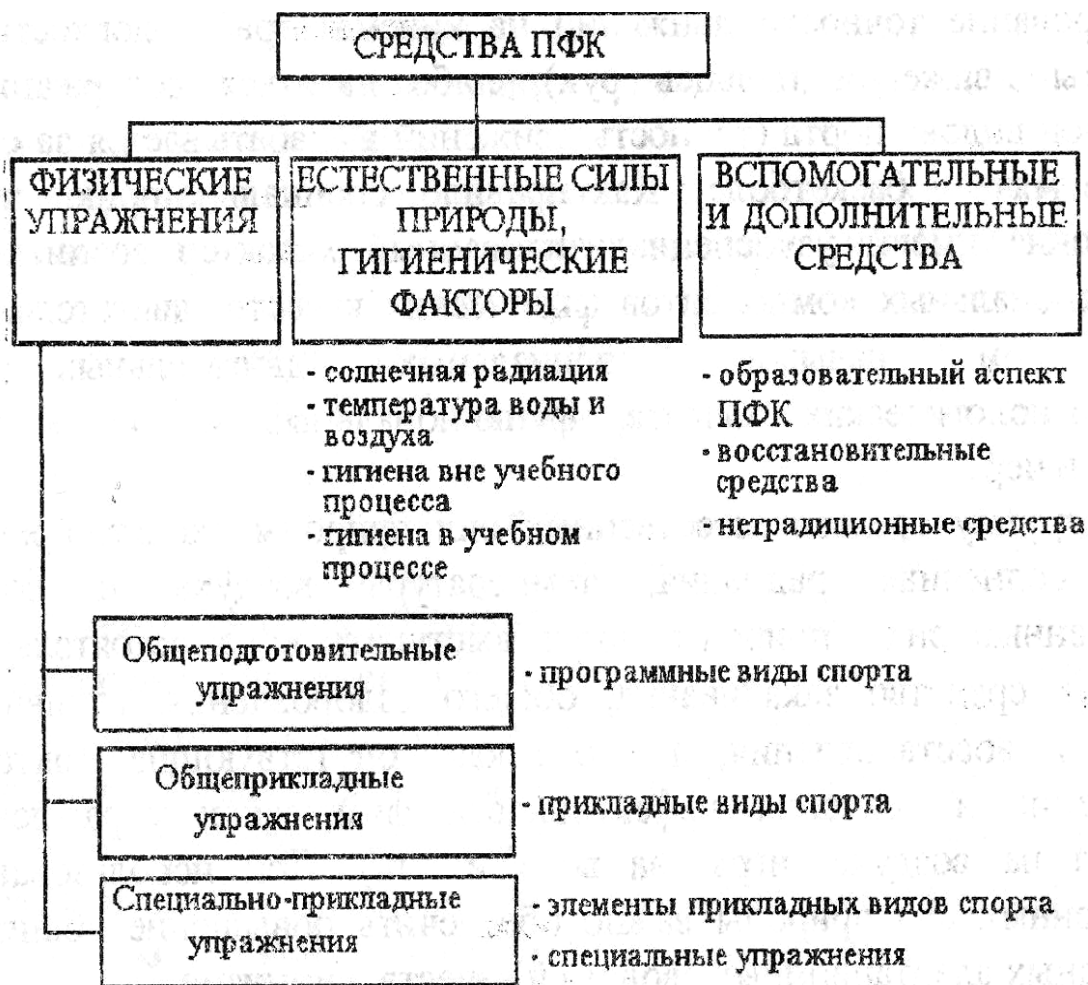 СРЕДСТВА ПФК
ФИЗИЧЕСКИЕ
УПРАЖНЕНИЯ
ЕСТЕСТВЕННЫЕ СИЛЫ
ПРИРОДЫ,
ГИГИЕНИЧЕСКИЕ
ФАКТОРЫ
ВСПОМОГАТЕЛЬНЫЕ
И ДОПОЛНИТЕЛЬНЫЕ
СРЕДСТВА
- солнечная радиация
- температура воды и
воздуха
- гигиена вне учебного
процесса
- гигиена в учебном
процессе
- образовательный аспект
ПФК
- восстановительные
средства
- нетрадиционные средства
Общеподготовительные
упражнения
- программные виды спорта
Общеприкладные
упражнения
- прикладные виды спорта
Специально-прикладные
упражнения
- элементы прикладных видов спорта
- специальные упражнения